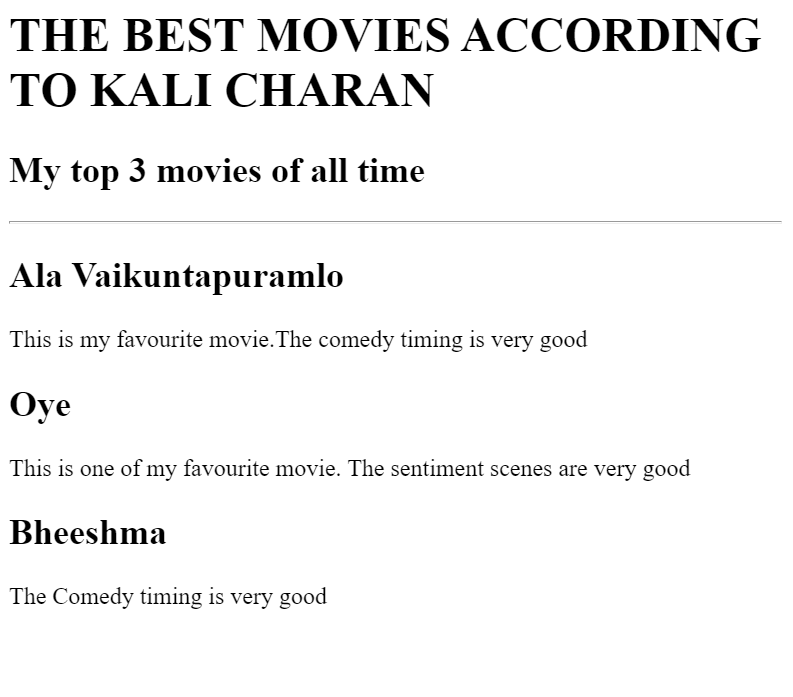 THE BEST MOVIES ACCORDING
TO KALI CHARAN
My top 3 movies of all time
Ala Vaikuntapuramlo
This is my favourite movie.The comedy timing is very good
Oye
This is one of my favourite movie. The sentiment scenes are very good
Bheeshma
The Comedy timing is very good